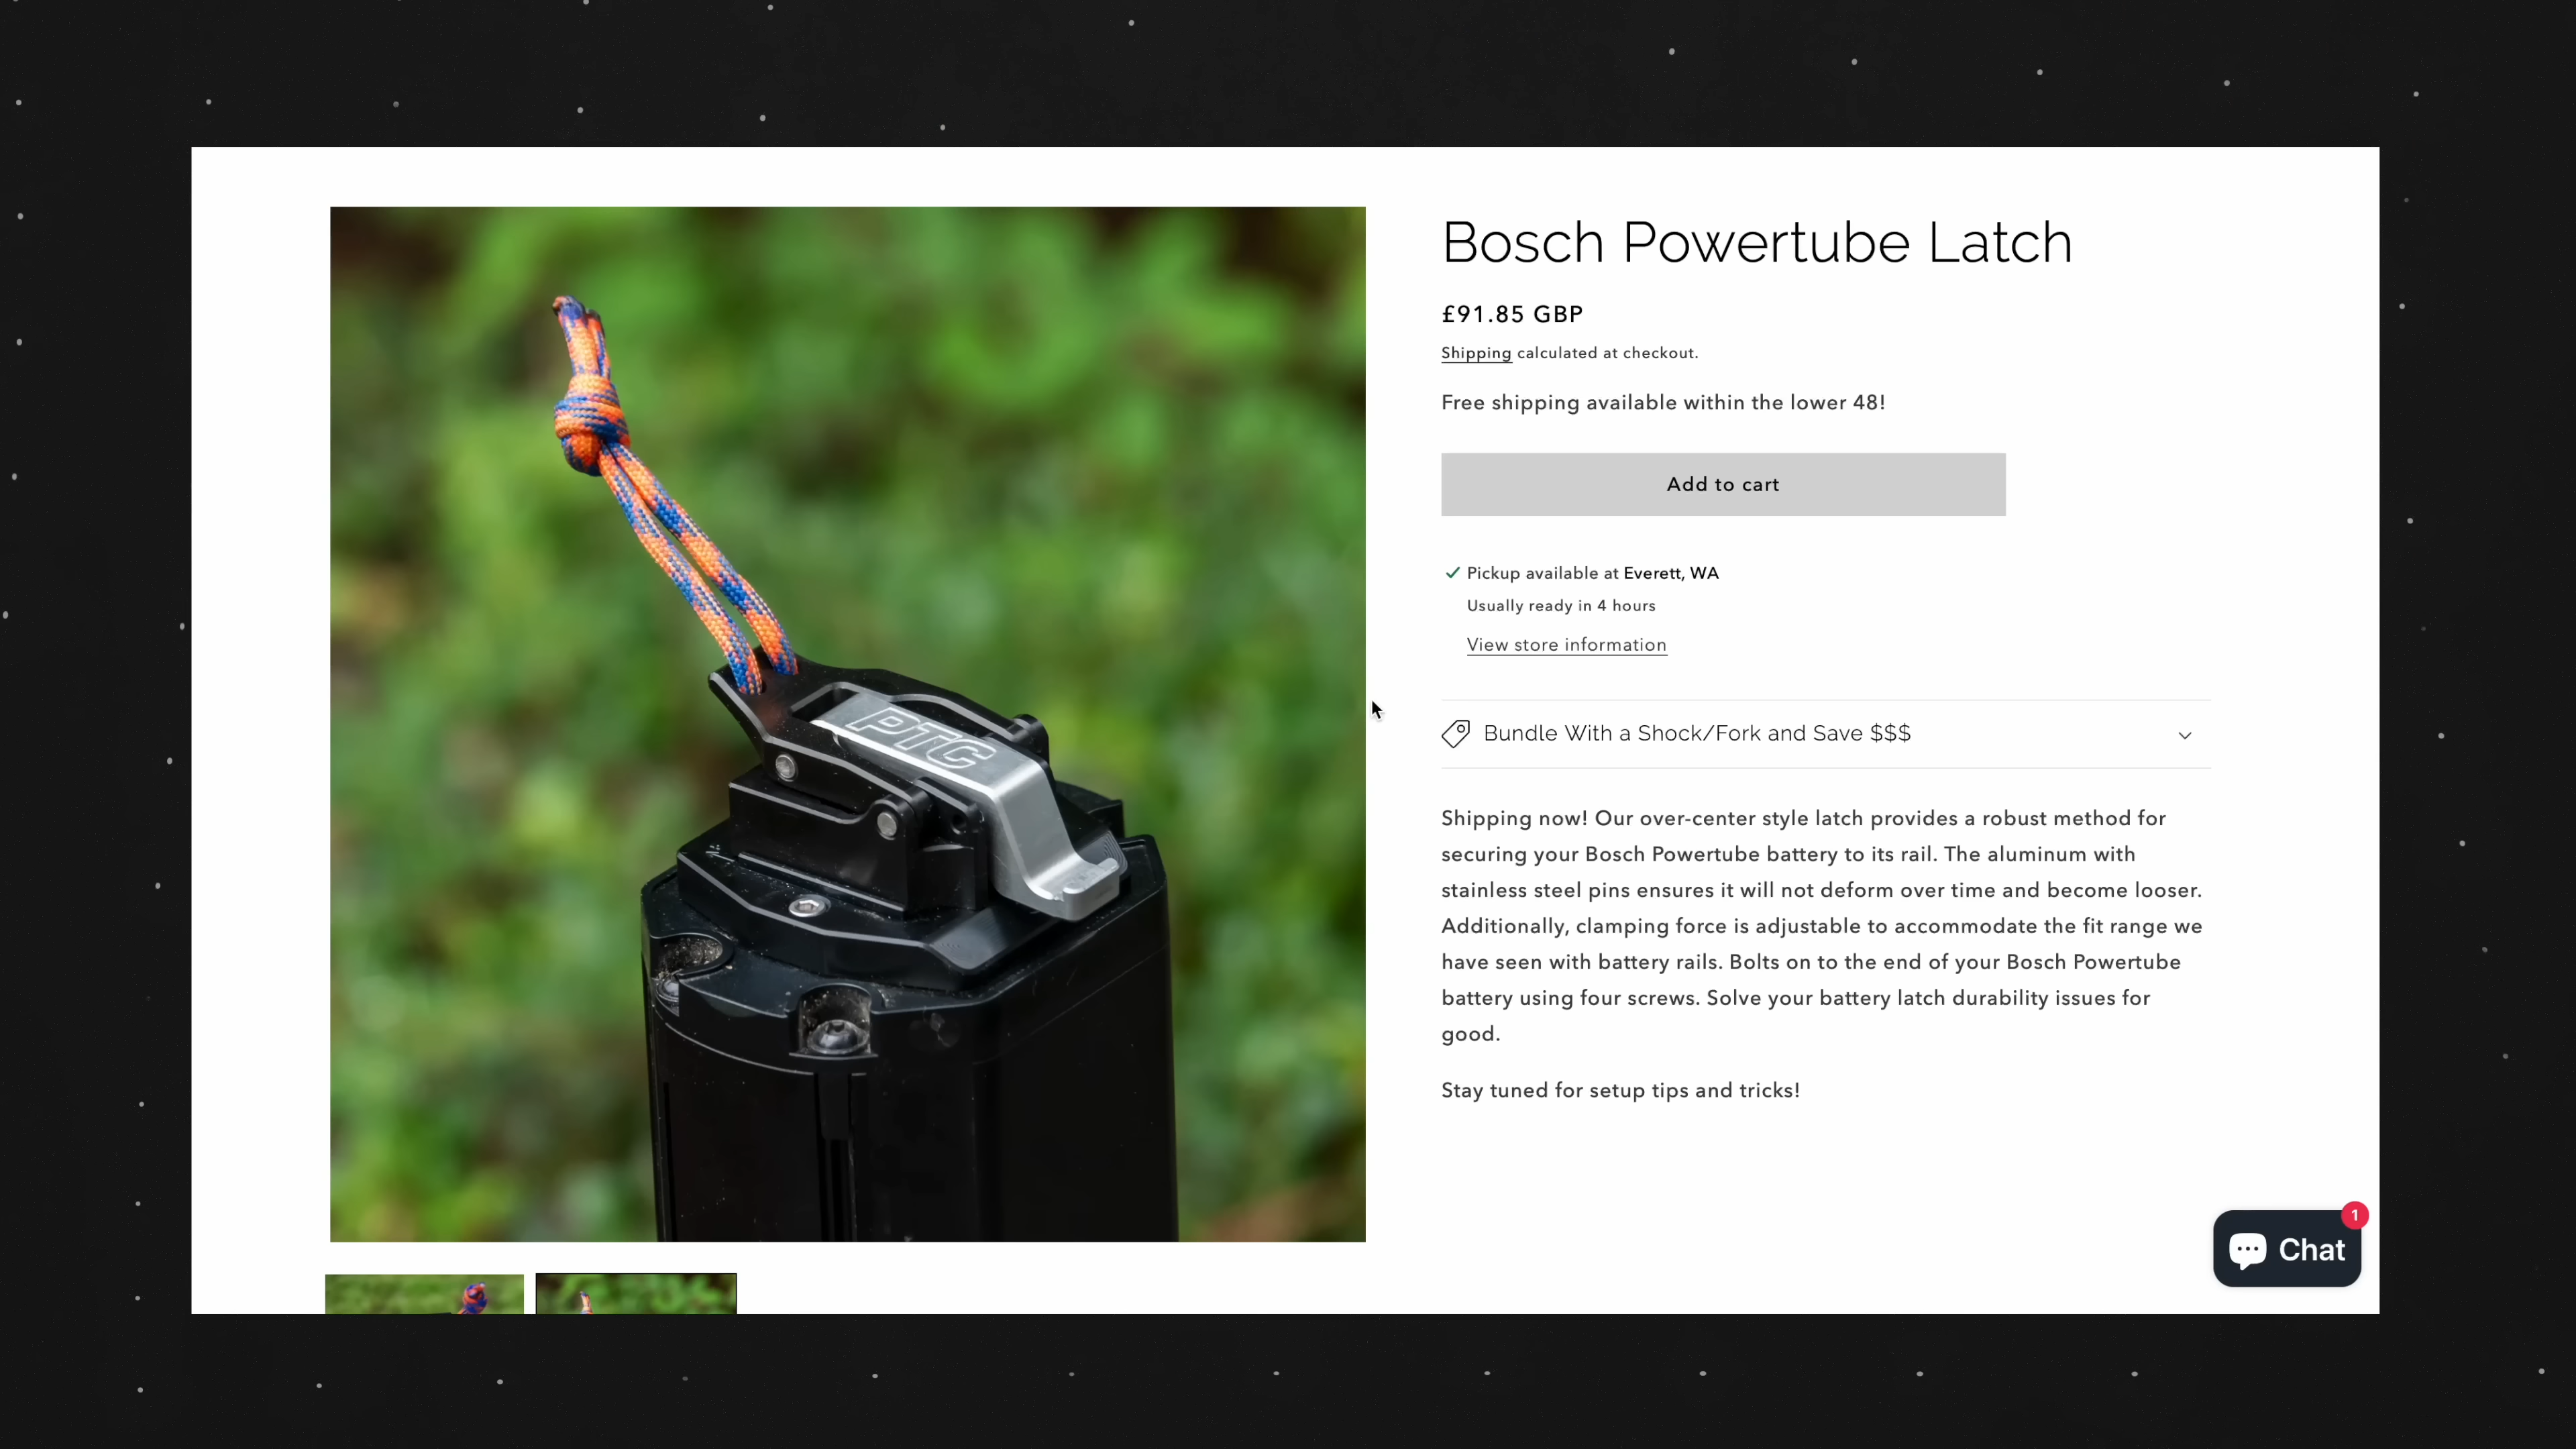 Bosch Powertube Latch
£91.85 GBP
Shipping calculated at checkout.
Free shipping available within the lower 48!
Add to cart
Pickup available at Everett, WA
Usually ready in 4 hours
View store information
PTC
Bundle With a Shock/Fork and Save $$$
Shipping now! Our over-center style latch provides a robust method for
securing your Bosch Powertube battery to its rail. The aluminum with
stainless steel pins ensures it will not deform over time and become looser.
Additionally, clamping force is adjustable to accommodate the fit range we
have seen with battery rails. Bolts on to the end of your Bosch Powertube
battery using four screws. Solve your battery latch durability issues for
good.
Stay tuned for setup tips and tricks!
1
Chat